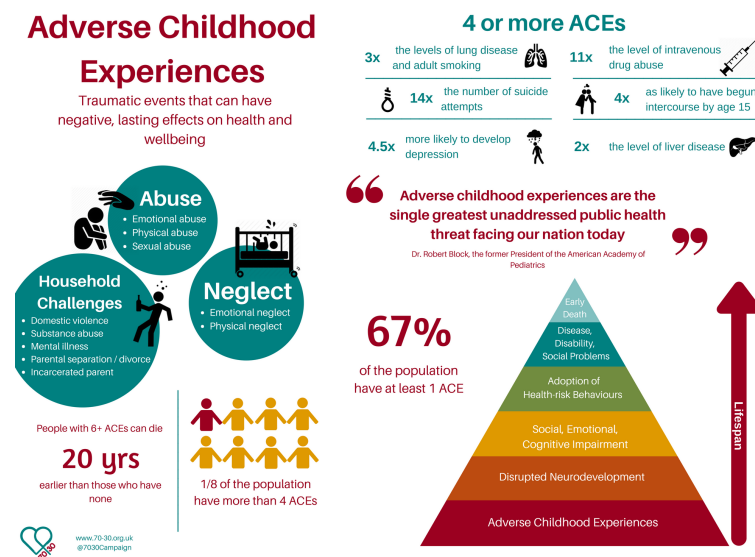 Adverse Childhood
Experiences
Traumatic events that can have
negative, lasting effects on health and
wellbeing
Abuse
• Emotional abuse
• Physical abuse
• Sexual abuse
Household
Challenges
• Domestic violence
• Substance abuse
• Mental illness
• Parental separation / divorce
• Incarcerated parent
Neglect
• Emotional neglect
• Physical neglect
People with 6+ ACEs can die
20 yrs
earlier than those who have
none
1/8 of the population
have more than 4 ACEs
70-30
www.70-30.org.uk
@7030Campaign
4 or more ACEs
3x
the levels of lung disease
and adult smoking
11x
the level of intravenous
drug abuse
14x
the number of suicide
attempts
4x
as likely to have begun
intercourse by age 15
4.5x
more likely to develop
depression
2x
the level of liver disease
“ Adverse childhood experiences are the
single greatest unaddressed public health
threat facing our nation today ”
Dr. Robert Block, the former President of the American Academy of
Pediatrics
67%
of the population
have at least 1 ACE
Early
Death
Disease,
Disability,
Social Problems
Adoption of
Health-risk Behaviours
Social, Emotional,
Cognitive Impairment
Disrupted Neurodevelopment
Adverse Childhood Experiences
Lifespan